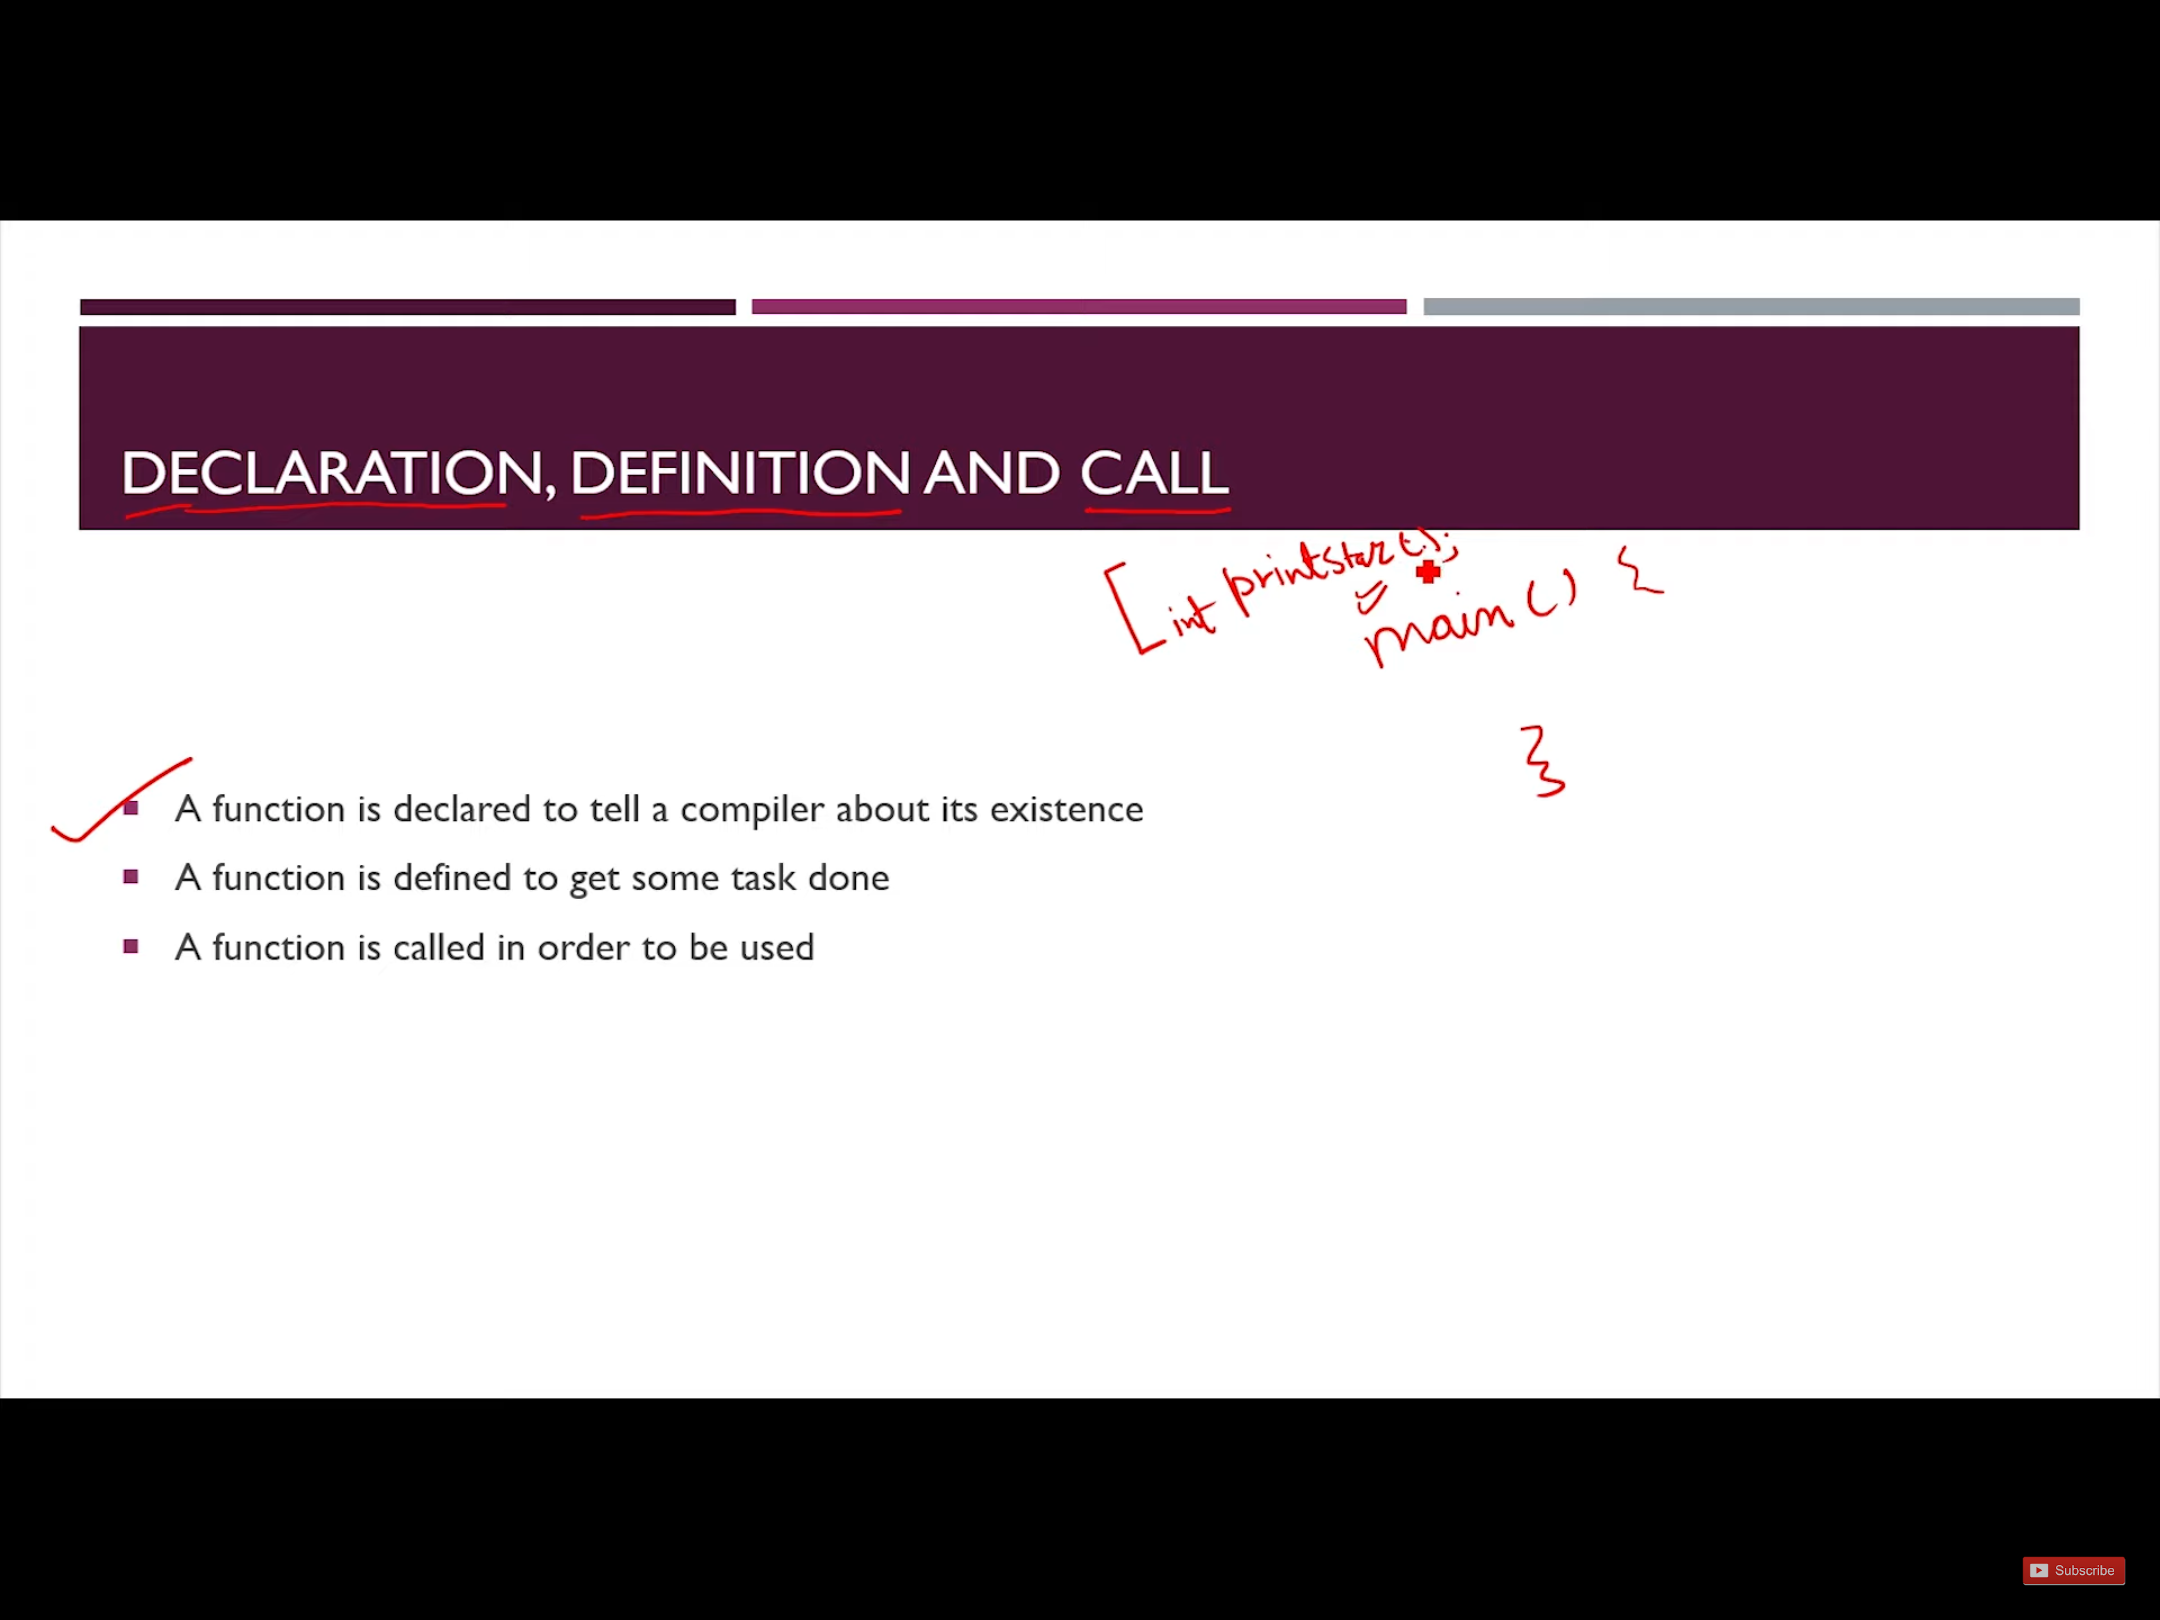 DECLARATION, DEFINITION AND CALL
[int printstar();
main() {
}
A function is declared to tell a compiler about its existence
A function is defined to get some task done
A function is called in order to be used
Subscribe